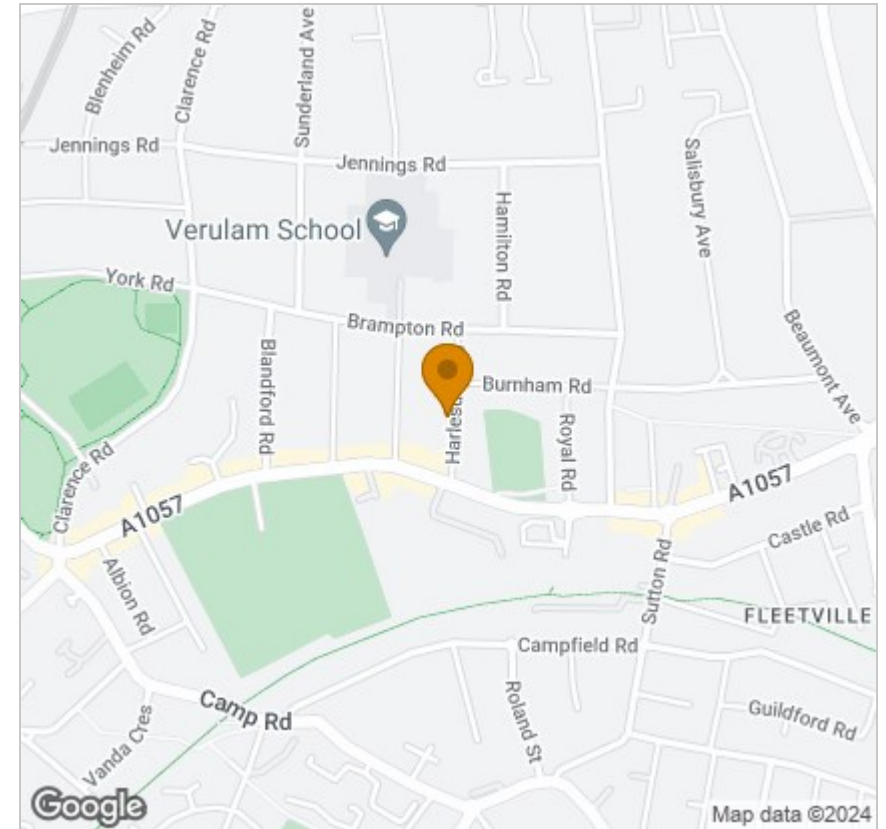 Blenheim Rd
Clarence Rd
Sunderland Ave
Jennings Rd
Jennings Rd
Salisbury Ave
Hamilton Rd
Verulam School
York Rd
Brampton Rd
Beaumont Ave
Blandford Rd
Burnham Rd
Royal Rd
Clarence Rd
A1057
A1057
Castle Rd
Albion Rd
Sutton Rd
FLEETVILLE
Campfield Rd
Roland St
Camp Rd
Guildford Rd
Vanda Cres
Google
Map data ©2024